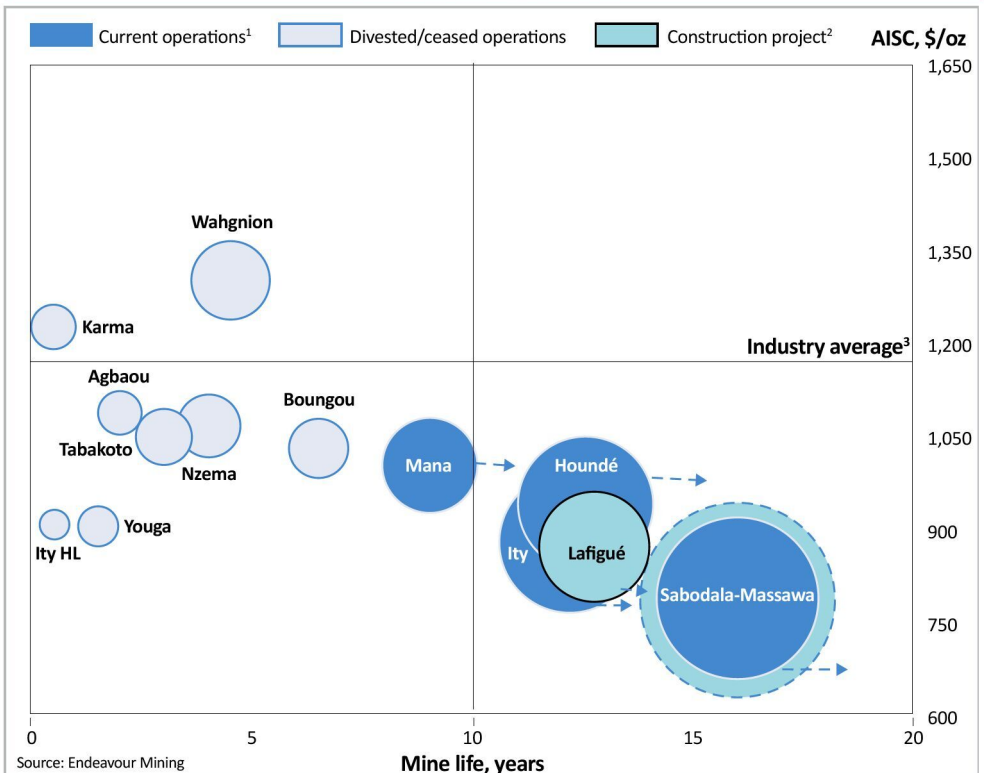 Current operations¹
Divested/ceased operations
Construction project²
AISC, $/oz
1,650
1,500
1,350
1,200
1,050
900
750
600
Wahgnion
Karma
Industry average³
Agbaou
Boungou
Tabakoto
Nzema
Mana
Houndé
Ity HL
Youga
Ity
Lafigué
Sabodala-Massawa
0
5
10
15
20
Source: Endeavour Mining
Mine life, years